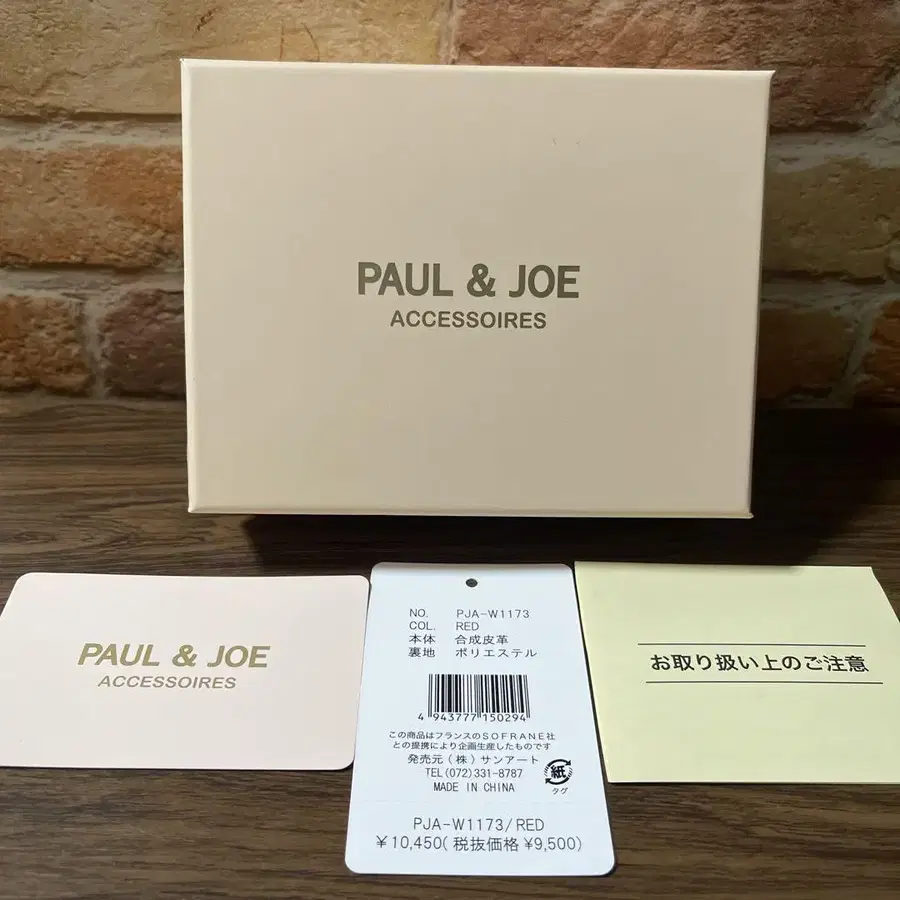 PAUL & JOE
ACCESSOIRES
PAUL & JOE
ACCESSOIRES
NO. PJA-W1173
COL. RED
本体 合成皮革
裏地 ポリエステル
4 943777 150294
この商品はフランスのSOFRANE社
との提携により企画生産したものです
発売元(株)サンアート
TEL(072)331-8787
MADE IN CHINA
紙
タグ
PJA-W1173/RED
¥10,450(税抜価格 ¥9,500)
お取り扱い上のご注意